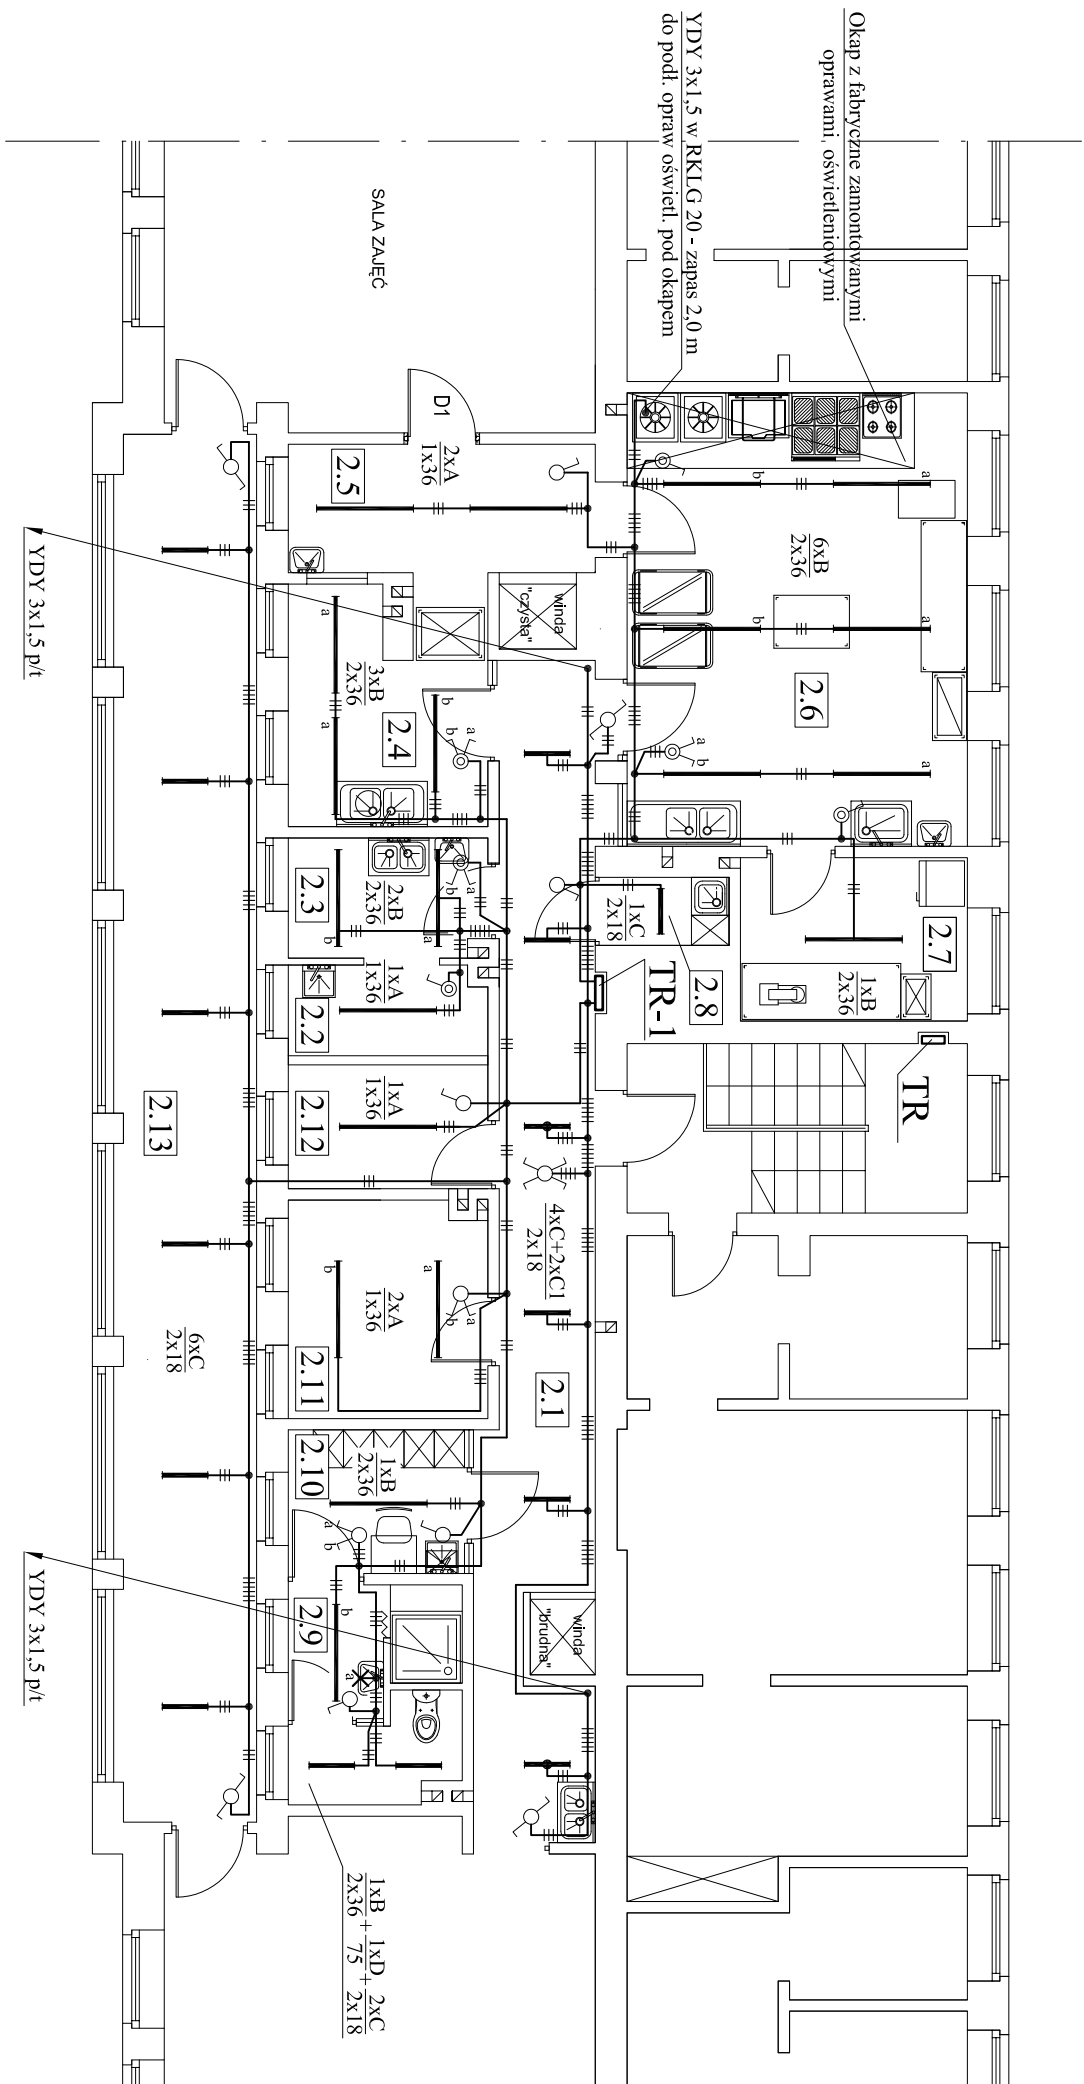 Okap z fabryczne zamontowanymi
oprawami oświetleniowymi
YDY 3x1,5 w RKLG 20 - zapas 2,0 m
do podł. opraw oświetl. pod okapem
SALA ZAJĘĆ
D1
2xA
1x36
2.5
a
b
6xB
2x36
a
b
2.6
a
b
a
winda
"czysta"
YDY 3x1,5 p/t
a
3xB
2x36
a
2.4
b
a
b
2.3
2xB
2x36
a
b
b
a
1xC
2x18
2.8
2.7
1xB
2x36
TR-1
TR
1xA
1x36
2.2
1xA
1x36
2.12
2.13
4xC+2xC1
2x18
2.1
a
b
2xA
1x36
a
b
2.11
6xC
2x18
1xB
2x36
2.10
a
b
2.9
b
a
winda
"brudna"
YDY 3x1,5 p/t
1xB + 1xD + 2xC
2x36 75 2x18